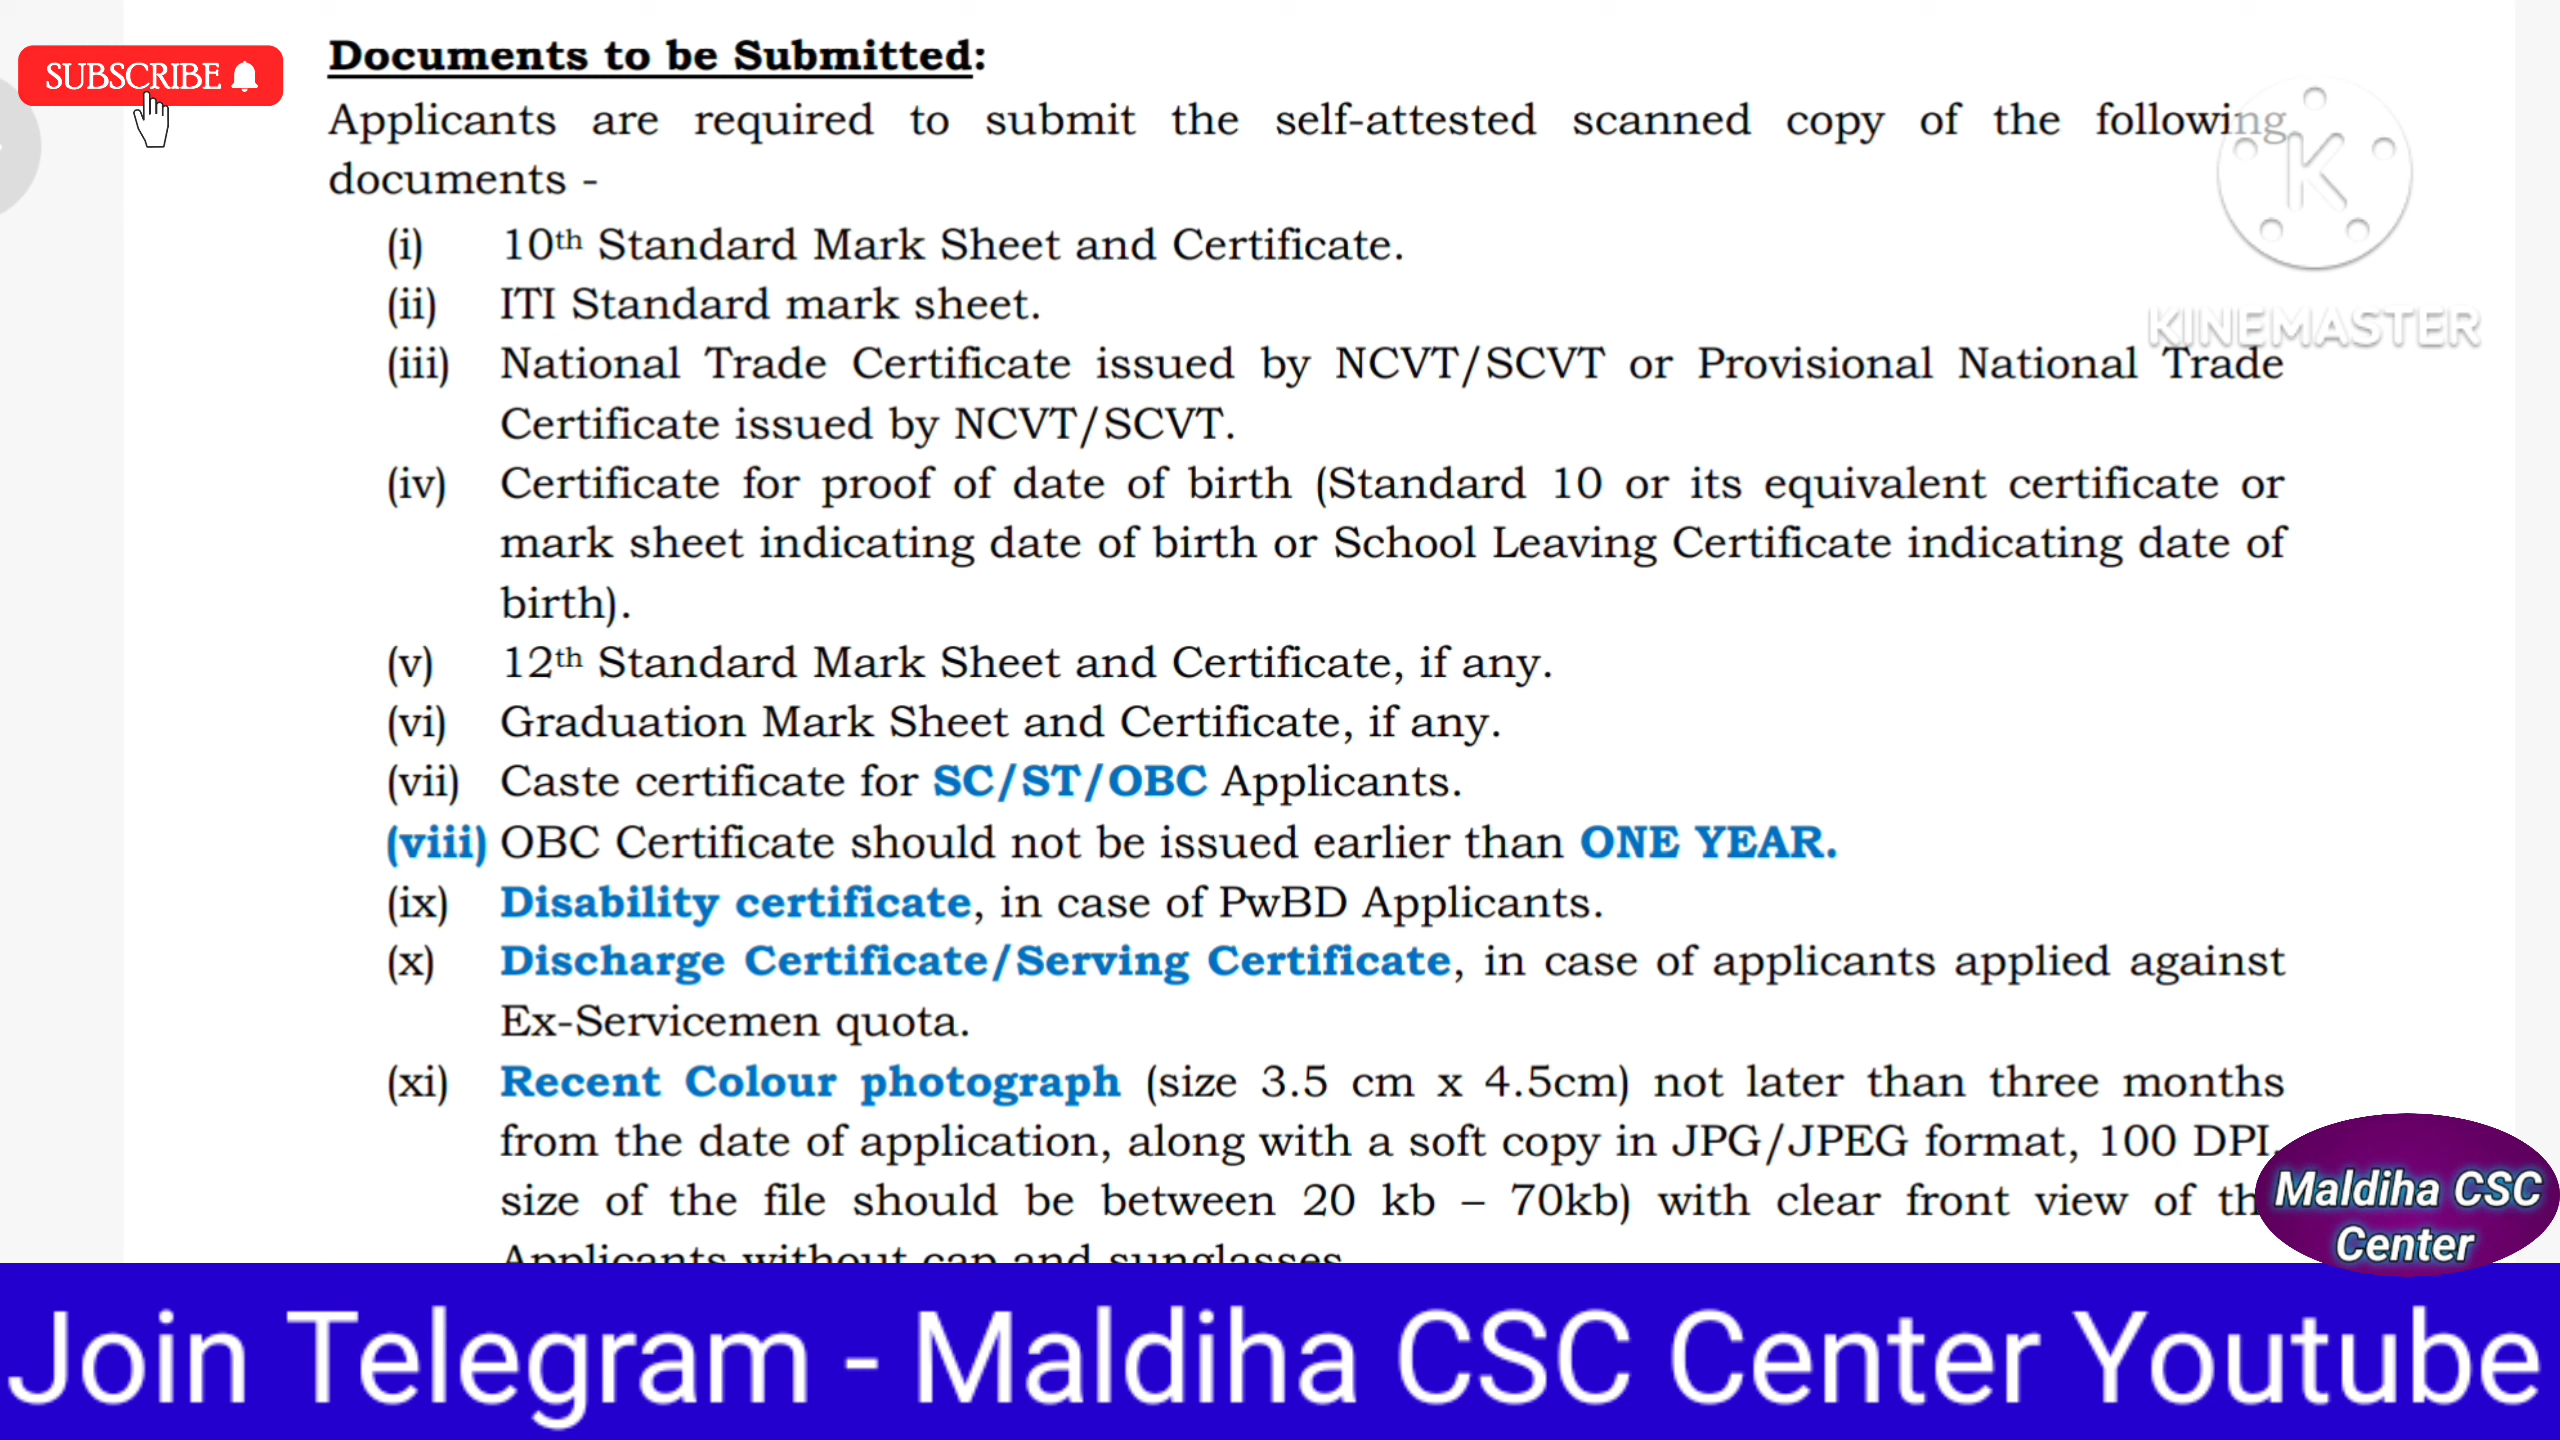 SUBSCRIBE
Documents to be Submitted:
Applicants are required to submit the self-attested scanned copy of the following
documents -
(i) 10th Standard Mark Sheet and Certificate.
(ii) ITI Standard mark sheet.
KINEMASTER
(iii) National Trade Certificate issued by NCVT/SCVT or Provisional National Trade
Certificate issued by NCVT/SCVT.
(iv) Certificate for proof of date of birth (Standard 10 or its equivalent certificate or
mark sheet indicating date of birth or School Leaving Certificate indicating date of
birth).
(v) 12th Standard Mark Sheet and Certificate, if any.
(vi) Graduation Mark Sheet and Certificate, if any.
(vii) Caste certificate for SC/ST/OBC Applicants.
(viii) OBC Certificate should not be issued earlier than ONE YEAR.
(ix) Disability certificate, in case of PwBD Applicants.
(x) Discharge Certificate/Serving Certificate, in case of applicants applied against
Ex-Servicemen quota.
(xi) Recent Colour photograph (size 3.5 cm x 4.5cm) not later than three months
from the date of application, along with a soft copy in JPG/JPEG format, 100 DPI,
size of the file should be between 20 kb – 70kb) with clear front view of th
Applicants without cap and sunglasses
Maldiha CSC
Center
Join Telegram - Maldiha CSC Center Youtube